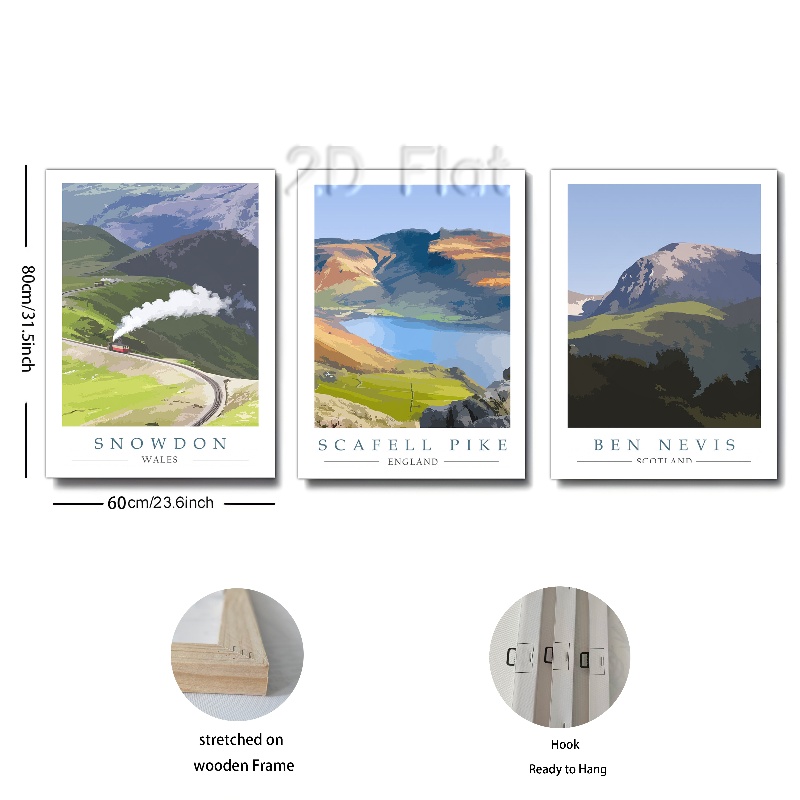 2D Flat
80cm/31.5inch
SNOWDON
WALES
SCAFELL PIKE
ENGLAND
BEN NEVIS
SCOTLAND
60cm/23.6inch
stretched on
wooden Frame
Hook
Ready to Hang